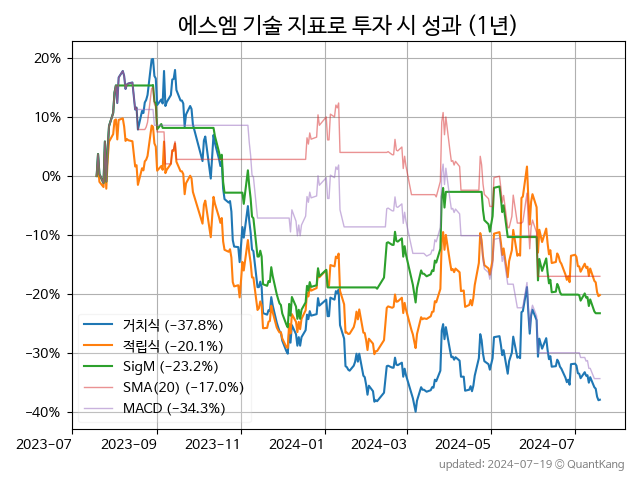 에스엠 기술 지표로 투자 시 성과 (1년)
20%
10%
0%
−10%
−20%
−30%
−40%
거치식 (−37.8%)
적립식 (−20.1%)
SigM (−23.2%)
SMA(20) (−17.0%)
MACD (−34.3%)
2023-07
2023-09
2023-11
2024-01
2024-03
2024-05
2024-07
updated: 2024-07-19 © QuantKang